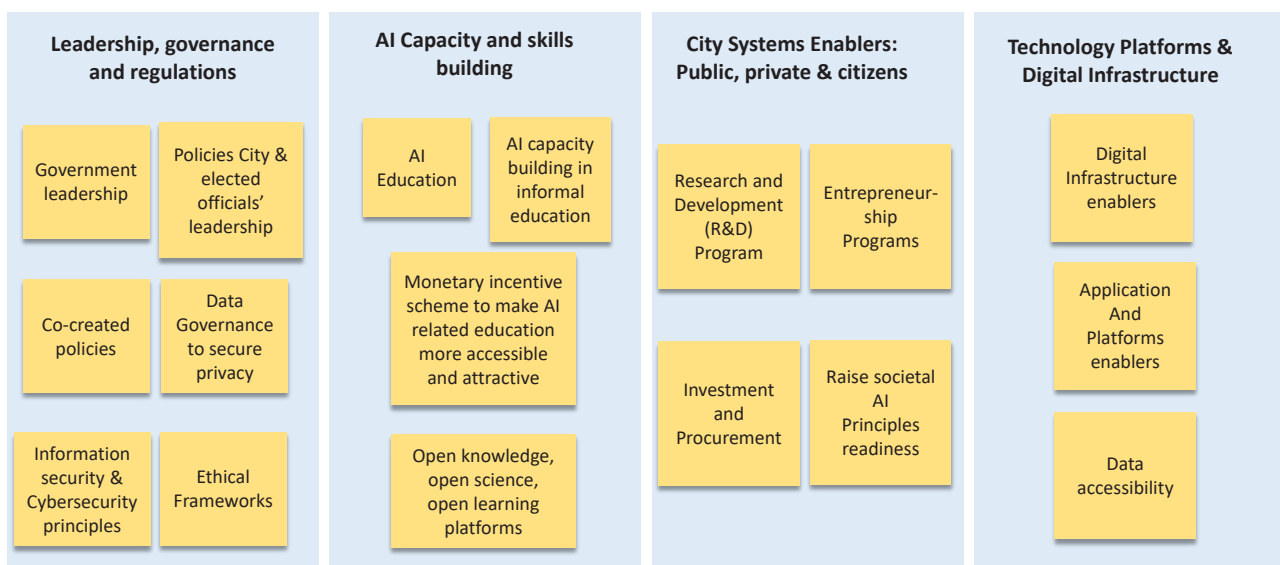 Leadership, governance
and regulations
Government
leadership
Policies City &
elected
officials’
leadership
Co-created
policies
Data
Governance
to secure
privacy
Information
security &
Cybersecurity
principles
Ethical
Frameworks
AI Capacity and skills
building
AI
Education
AI capacity
building in
informal
education
Monetary incentive
scheme to make AI
related education
more accessible
and attractive
Open knowledge,
open science,
open learning
platforms
City Systems Enablers:
Public, private & citizens
Research and
Development
(R&D)
Program
Entrepreneur-
ship
Programs
Investment
and
Procurement
Raise societal
AI
Principles
readiness
Technology Platforms &
Digital Infrastructure
Digital
Infrastructure
enablers
Application
And
Platforms
enablers
Data
accessibility